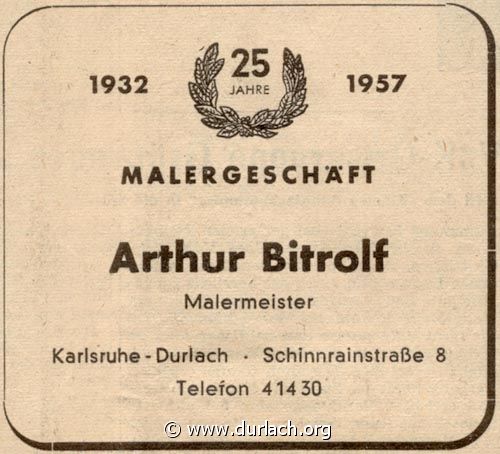 25
JAHRE
1932 1957
MALERGESCHÄFT
Arthur Bitrolf
Malermeister
Karlsruhe-Durlach · Schinnrainstraße 8
Telefon 41430
© www.durlach.org